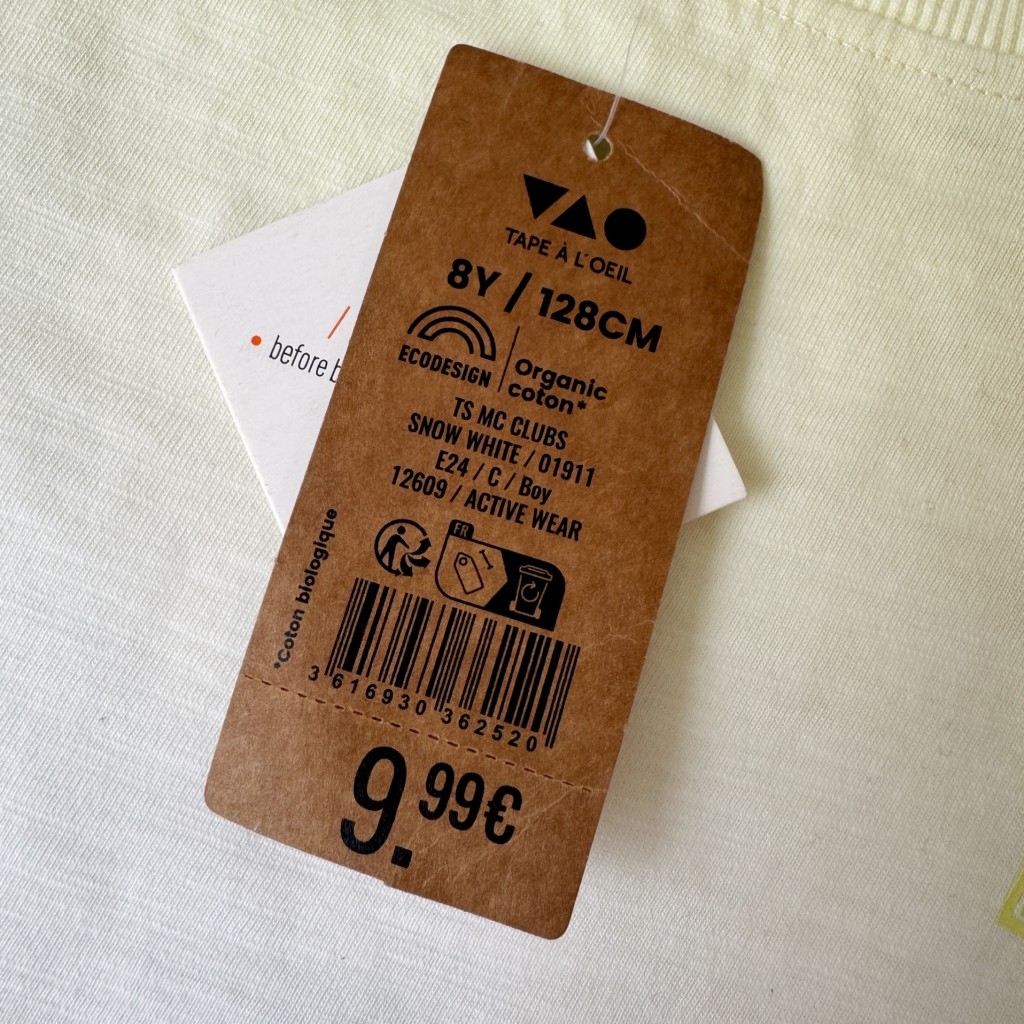 VAO
TAPE À L'OEIL
8Y / 128CM
ECODESIGN
Organic
coton*
TS MC CLUBS
SNOW WHITE / 01911
E24 / C / Boy
12609 / ACTIVE WEAR
FR
*Coton biologique
3 616930 362520
9.99€
/
• before b